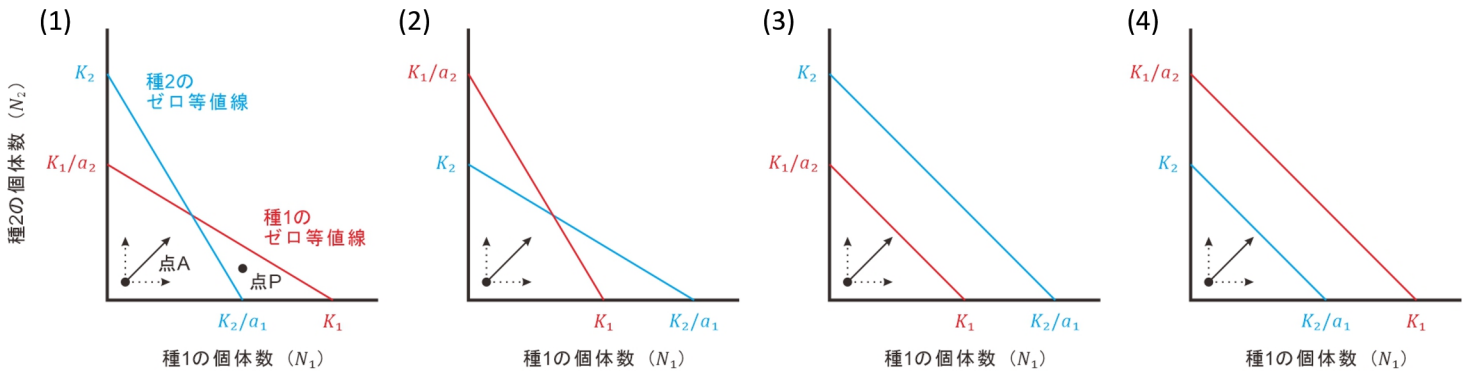 (1)
種2の個体数（N₂）
K₂
種2の
ゼロ等値線
K₁/a₂
種1の
ゼロ等値線
点A
点P
K₂/a₁
K₁
種1の個体数（N₁）
(2)
K₁/a₂
K₂
K₁
K₂/a₁
種1の個体数（N₁）
(3)
K₂
K₁/a₂
K₁
K₂/a₁
種1の個体数（N₁）
(4)
K₁/a₂
K₂
K₂/a₁
K₁
種1の個体数（N₁）